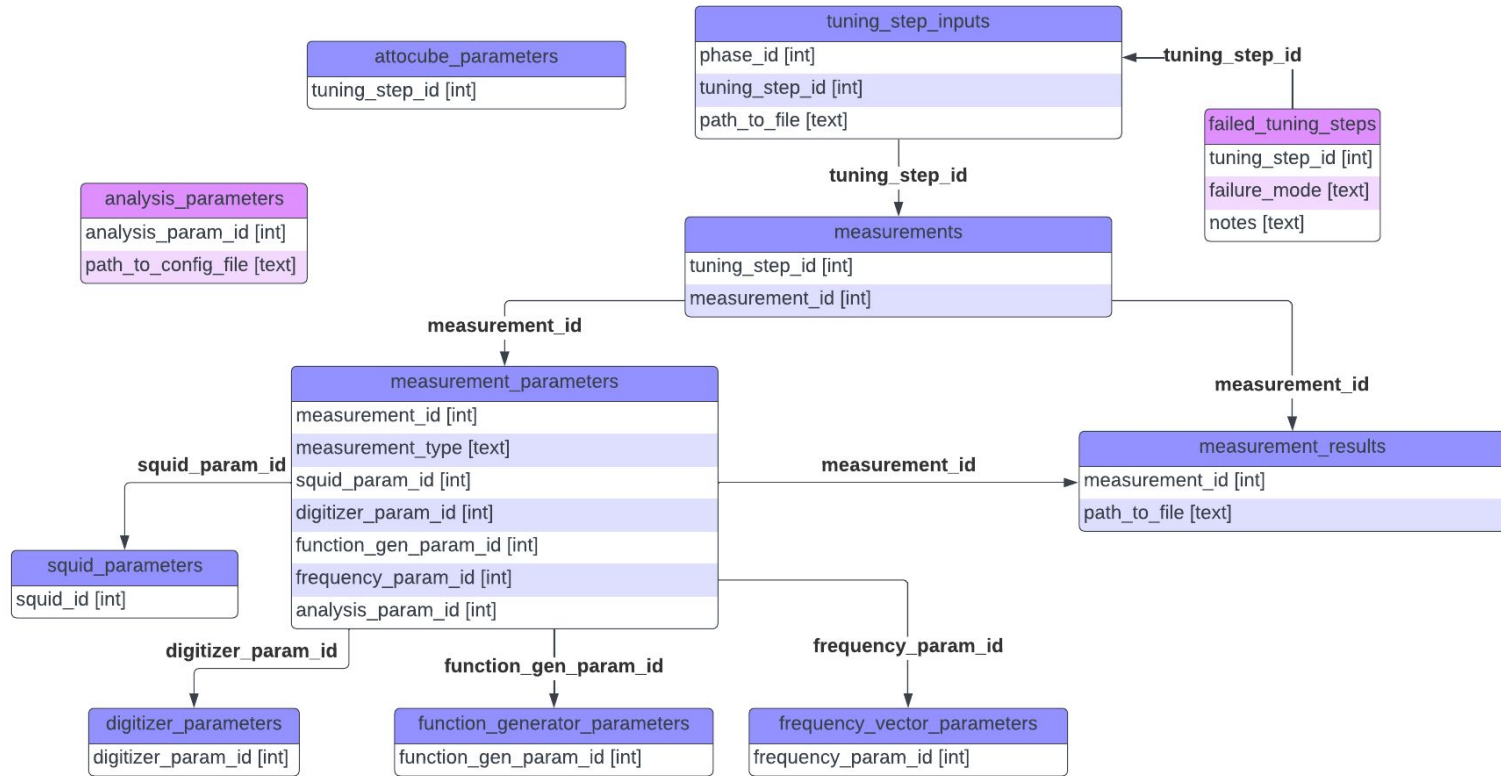 tuning_step_inputs
phase_id [int]
tuning_step_id [int]
path_to_file [text]
attocube_parameters
tuning_step_id [int]
tuning_step_id
failed_tuning_steps
tuning_step_id [int]
failure_mode [text]
notes [text]
tuning_step_id
analysis_parameters
analysis_param_id [int]
path_to_config_file [text]
measurements
tuning_step_id [int]
measurement_id [int]
measurement_id
measurement_id
measurement_parameters
measurement_id [int]
measurement_type [text]
squid_param_id [int]
digitizer_param_id [int]
function_gen_param_id [int]
frequency_param_id [int]
analysis_param_id [int]
measurement_id
measurement_results
measurement_id [int]
path_to_file [text]
squid_param_id
squid_parameters
squid_id [int]
digitizer_param_id
function_gen_param_id
frequency_param_id
digitizer_parameters
digitizer_param_id [int]
function_generator_parameters
function_gen_param_id [int]
frequency_vector_parameters
frequency_param_id [int]